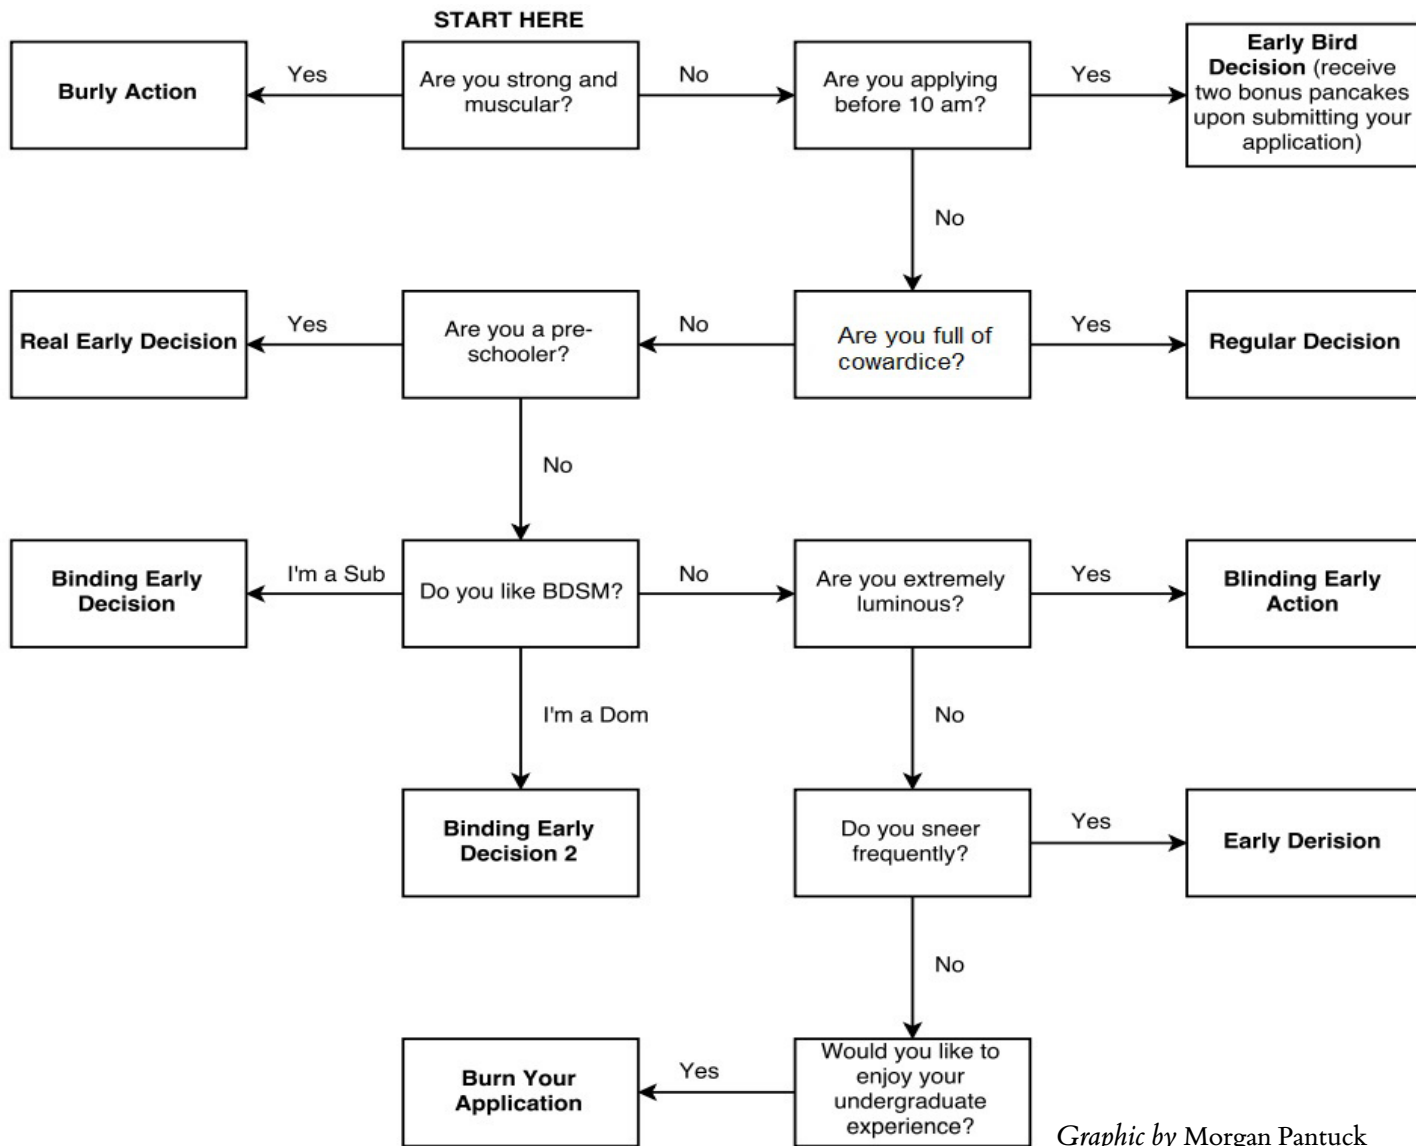 START HERE
Burly Action
Yes
Are you strong and
muscular?
No
Are you applying
before 10 am?
Yes
Early Bird
Decision (receive
two bonus pancakes
upon submitting your
application)
No
Real Early Decision
Yes
Are you a pre-
schooler?
No
Are you full of
cowardice?
Yes
Regular Decision
No
Binding Early
Decision
I'm a Sub
Do you like BDSM?
No
Are you extremely
luminous?
Yes
Blinding Early
Action
I'm a Dom
No
Binding Early
Decision 2
Do you sneer
frequently?
Yes
Early Derision
No
Burn Your
Application
Yes
Would you like to
enjoy your
undergraduate
experience?
Graphic by Morgan Pantuck